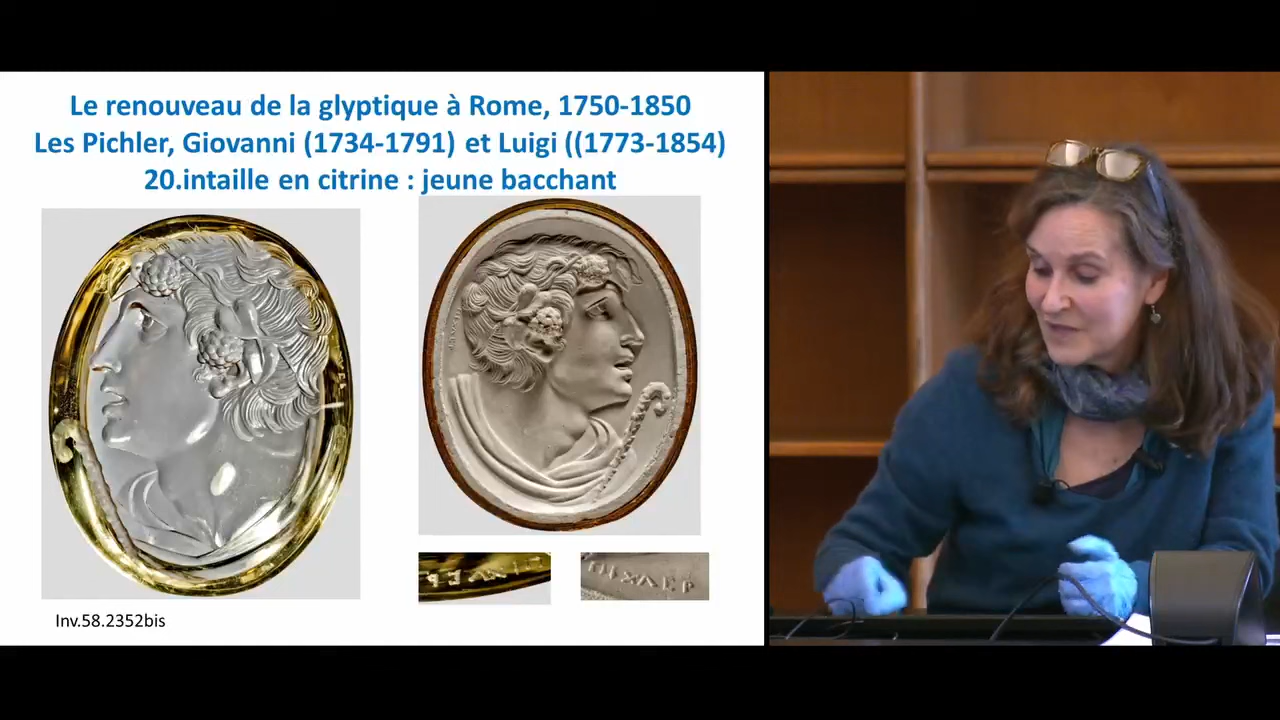 Le renouveau de la glyptique à Rome, 1750-1850
Les Pichler, Giovanni (1734-1791) et Luigi ((1773-1854)
20.intaille en citrine : jeune bacchant
ΠΙΧΛΕΡ
Inv.58.2352bis